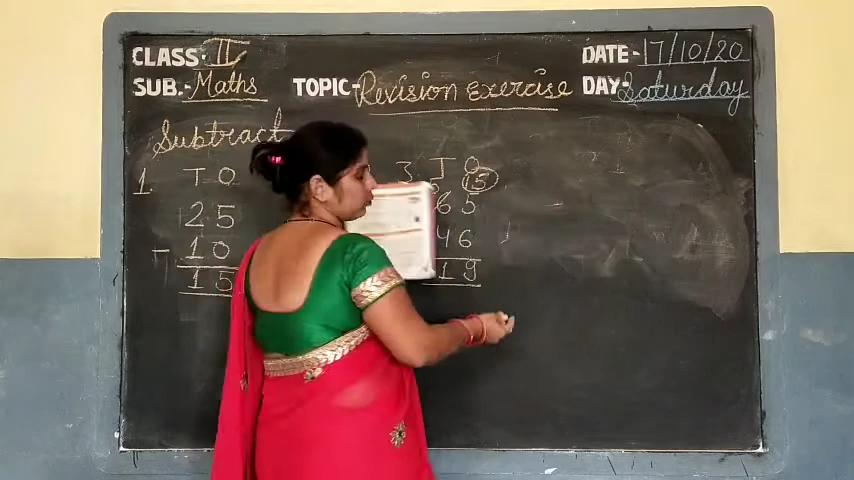 CLASS- II DATE- 17/10/20
SUB.- Maths TOPIC- Revision exercise DAY- Saturday
Subtract
1. T O 3 T O
15
25 65
- 10 46
15 19